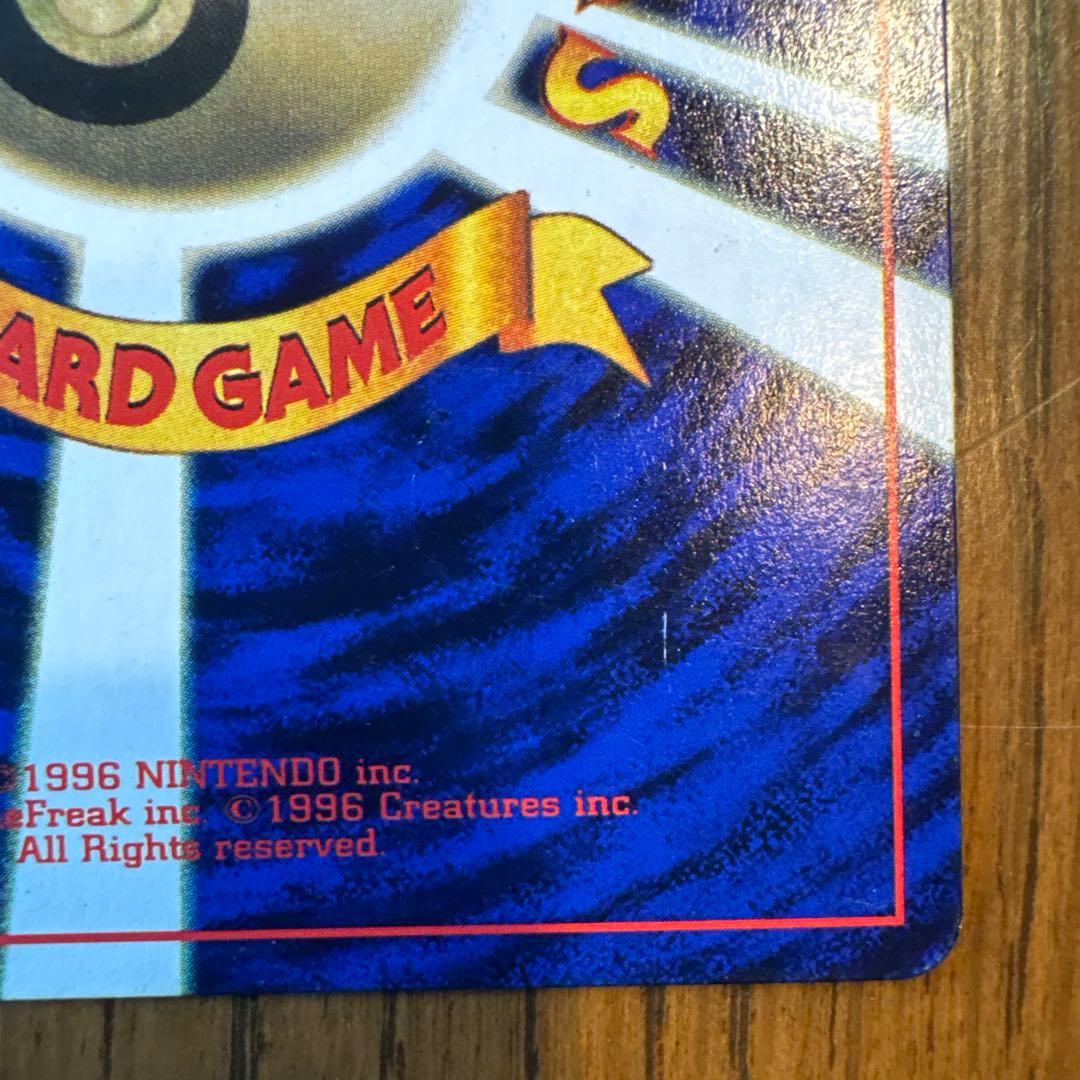 S
ARD GAME
©1996 NINTENDO inc.
eFreak inc. ©1996 Creatures inc.
All Rights reserved.